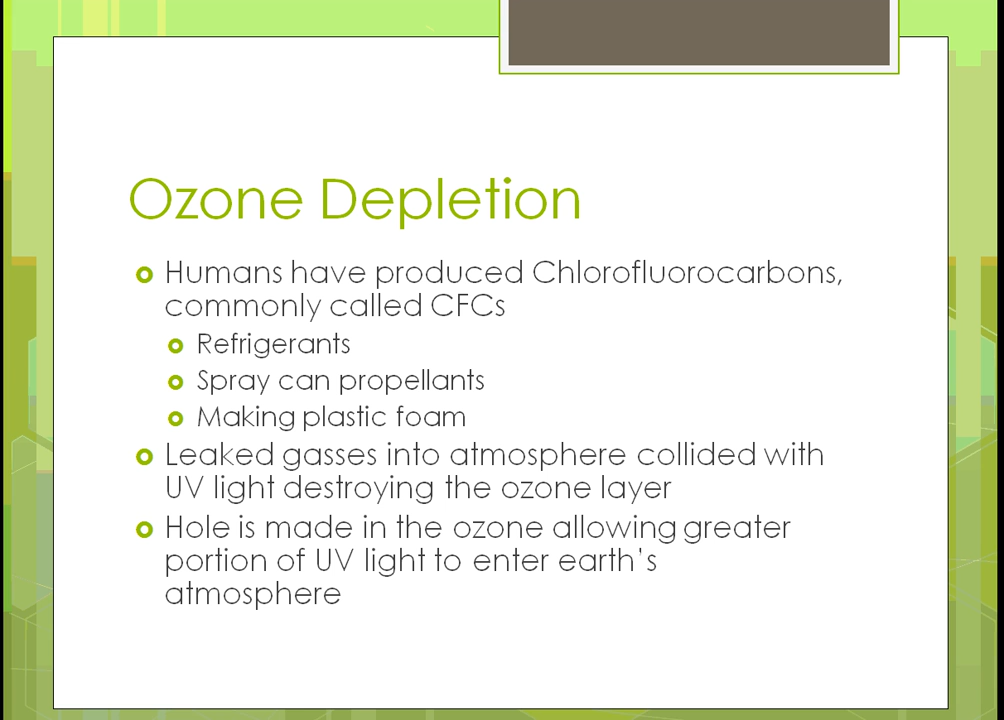 Ozone Depletion
Humans have produced Chlorofluorocarbons,
commonly called CFCs
Refrigerants
Spray can propellants
Making plastic foam
Leaked gasses into atmosphere collided with
UV light destroying the ozone layer
Hole is made in the ozone allowing greater
portion of UV light to enter earth's
atmosphere